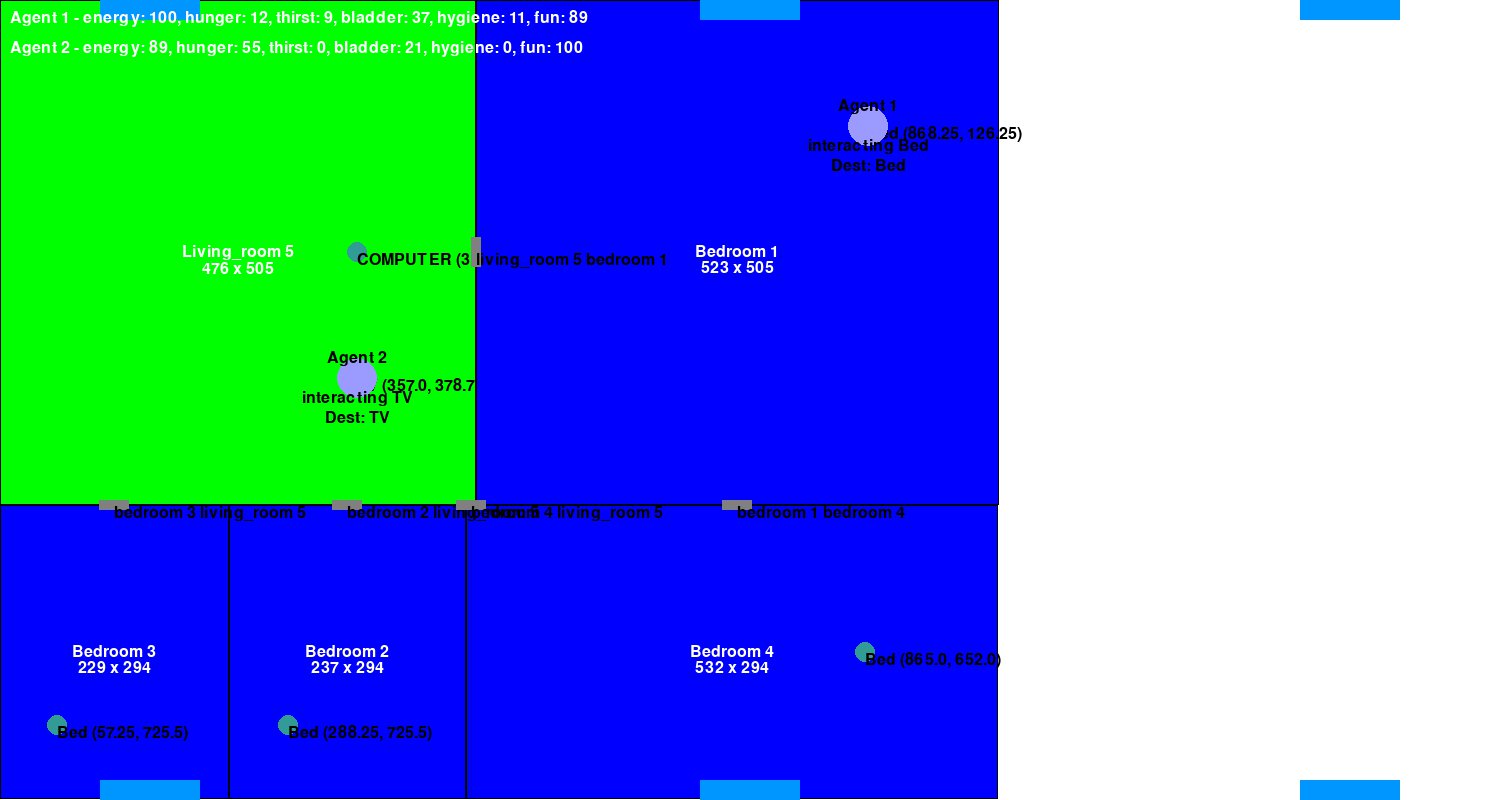 Agent 1 - energy: 100, hunger: 12, thirst: 9, bladder: 37, hygiene: 11, fun: 89
Agent 2 - energy: 89, hunger: 55, thirst: 0, bladder: 21, hygiene: 0, fun: 100
Agent 1
(868.25, 126.25)
interacting Bed
Dest: Bed
Living_room 5
476 x 505
Bedroom 1
523 x 505
COMPUTER (3
living_room 5 bedroom 1
Agent 2
(357.0, 378.7
interacting TV
Dest: TV
bedroom 3 living_room 5
bedroom 2 living_room 5
bedroom 4 living_room 5
bedroom 1 bedroom 4
Bedroom 3
229 x 294
Bedroom 2
237 x 294
Bedroom 4
532 x 294
Bed (865.0, 652.0)
Bed (57.25, 725.5)
Bed (288.25, 725.5)